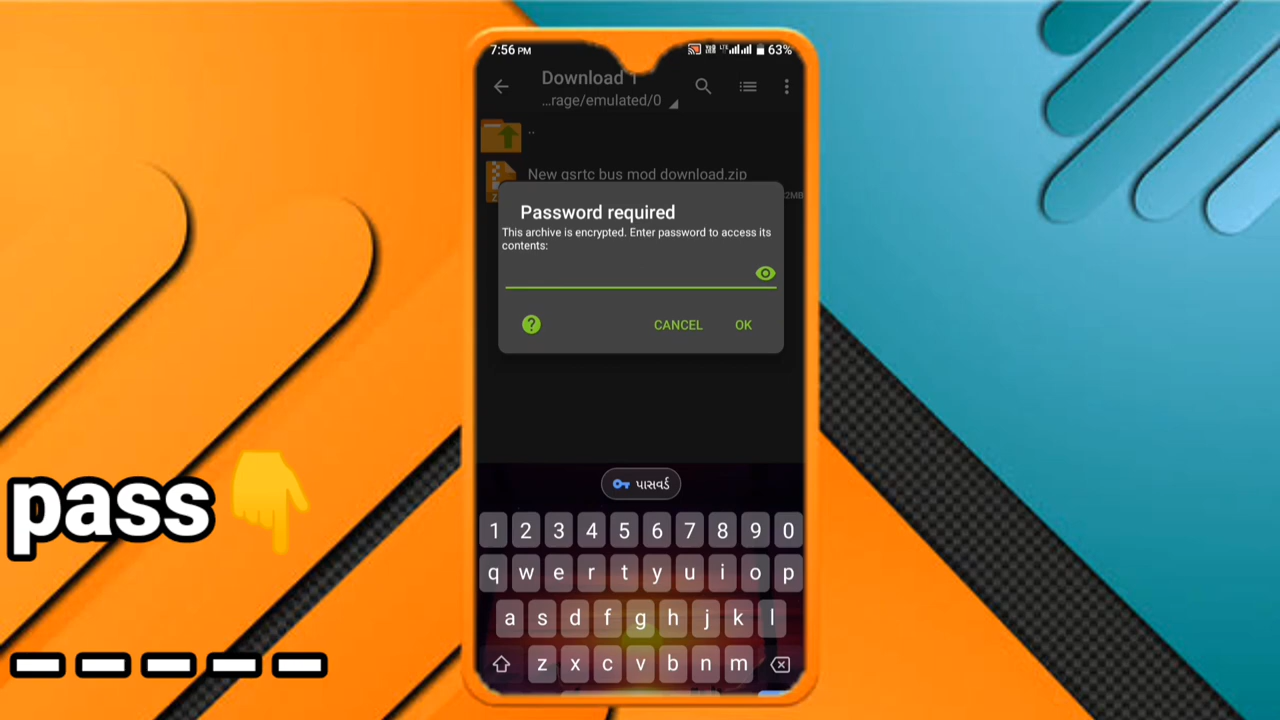 7:56 PM
63%
Download 1
...rage/emulated/0
..
New gsrtc bus mod download.zip
Password required
This archive is encrypted. Enter password to access its
contents:
?
CANCEL OK
pass
પાસવર્ડ
1 2 3 4 5 6 7 8 9 0
q w e r t y u i o p
a s d f g h j k l
z x c v b n m